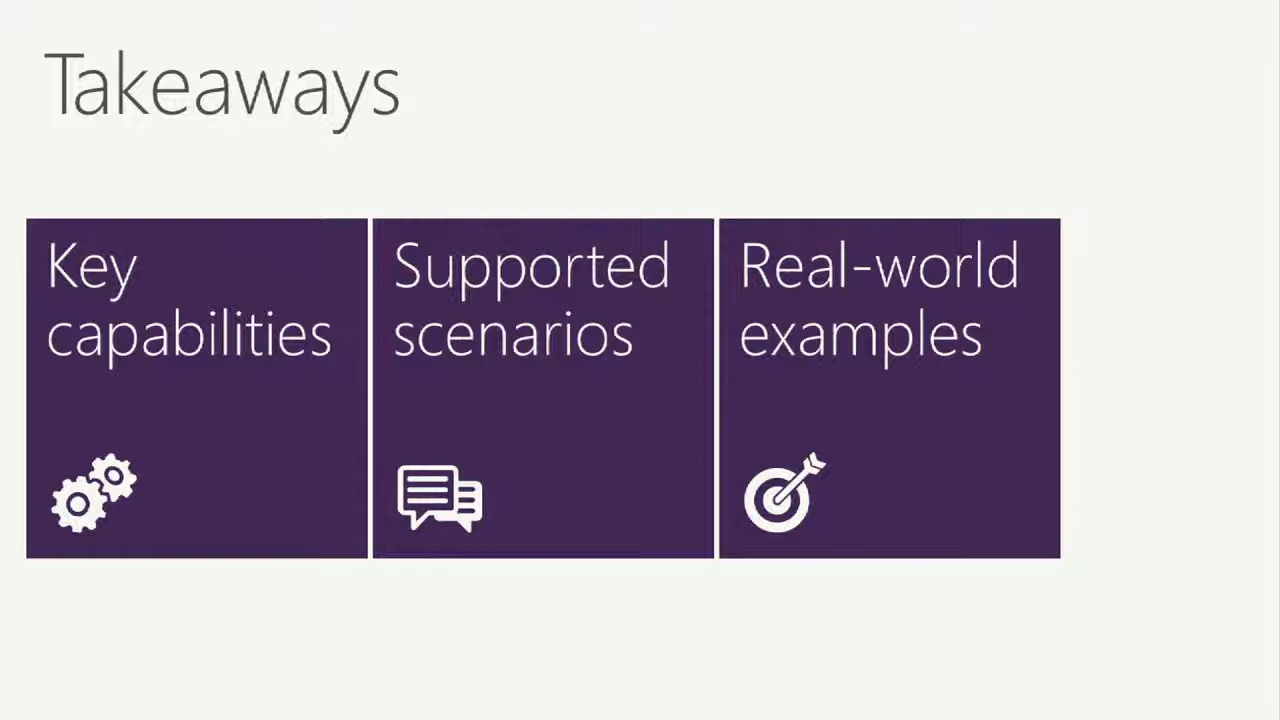 Takeaways
Key
capabilities
Supported
scenarios
Real-world
examples